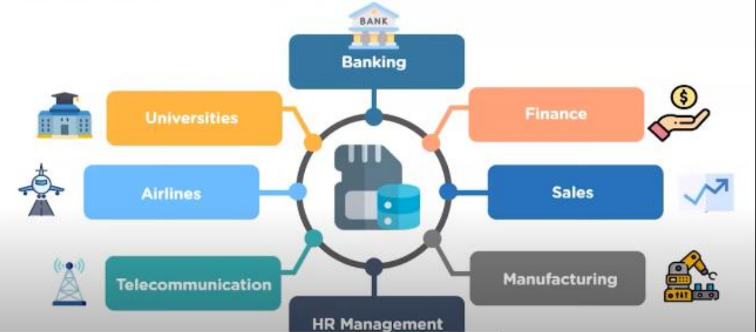 BANK
Banking
Universities
Finance
Airlines
Sales
Telecommunication
Manufacturing
HR Management